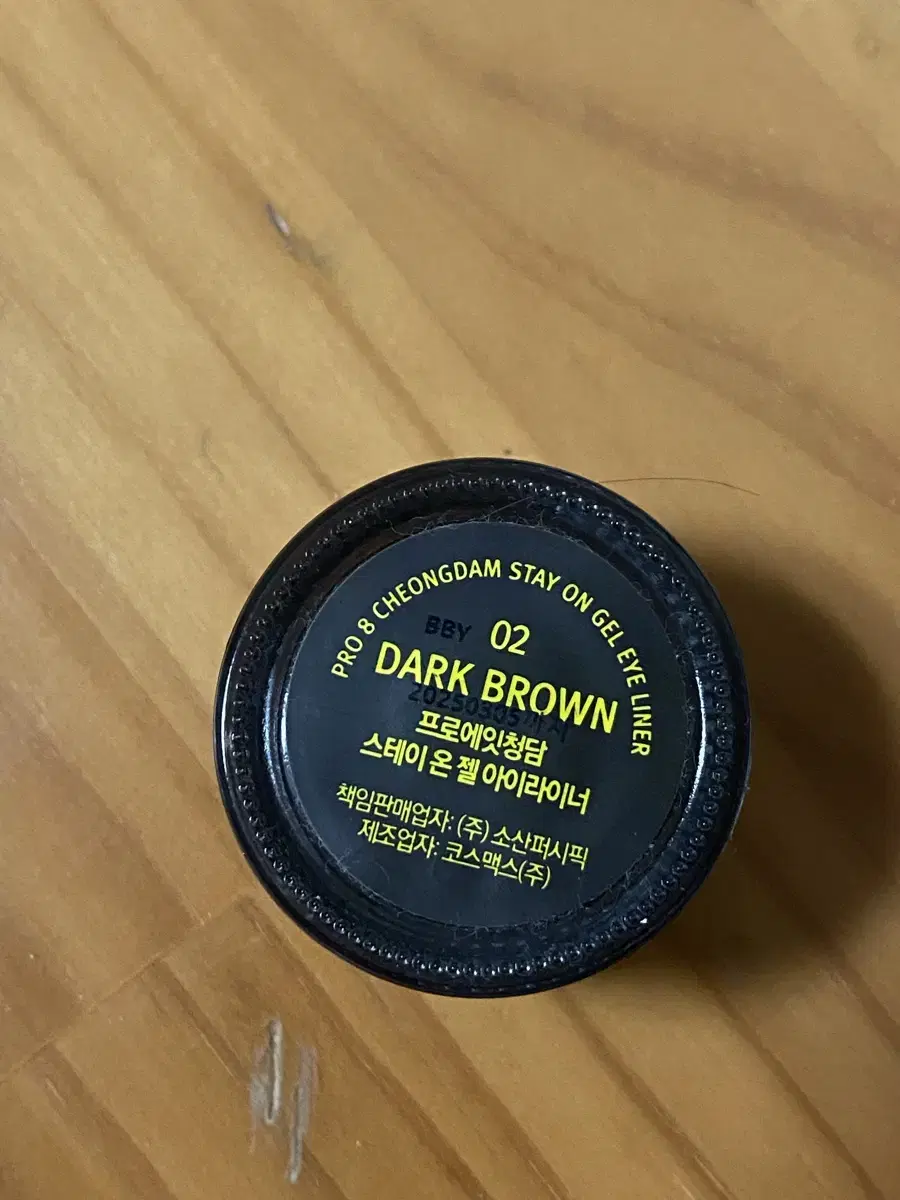 PRO 8 CHEONGDAM STAY ON GEL EYE LINER
BBY
02
DARK BROWN
20250305까지
프로에잇청담
스테이 온 젤 아이라이너
책임판매업자: (주) 소산퍼시픽
제조업자: 코스맥스(주)